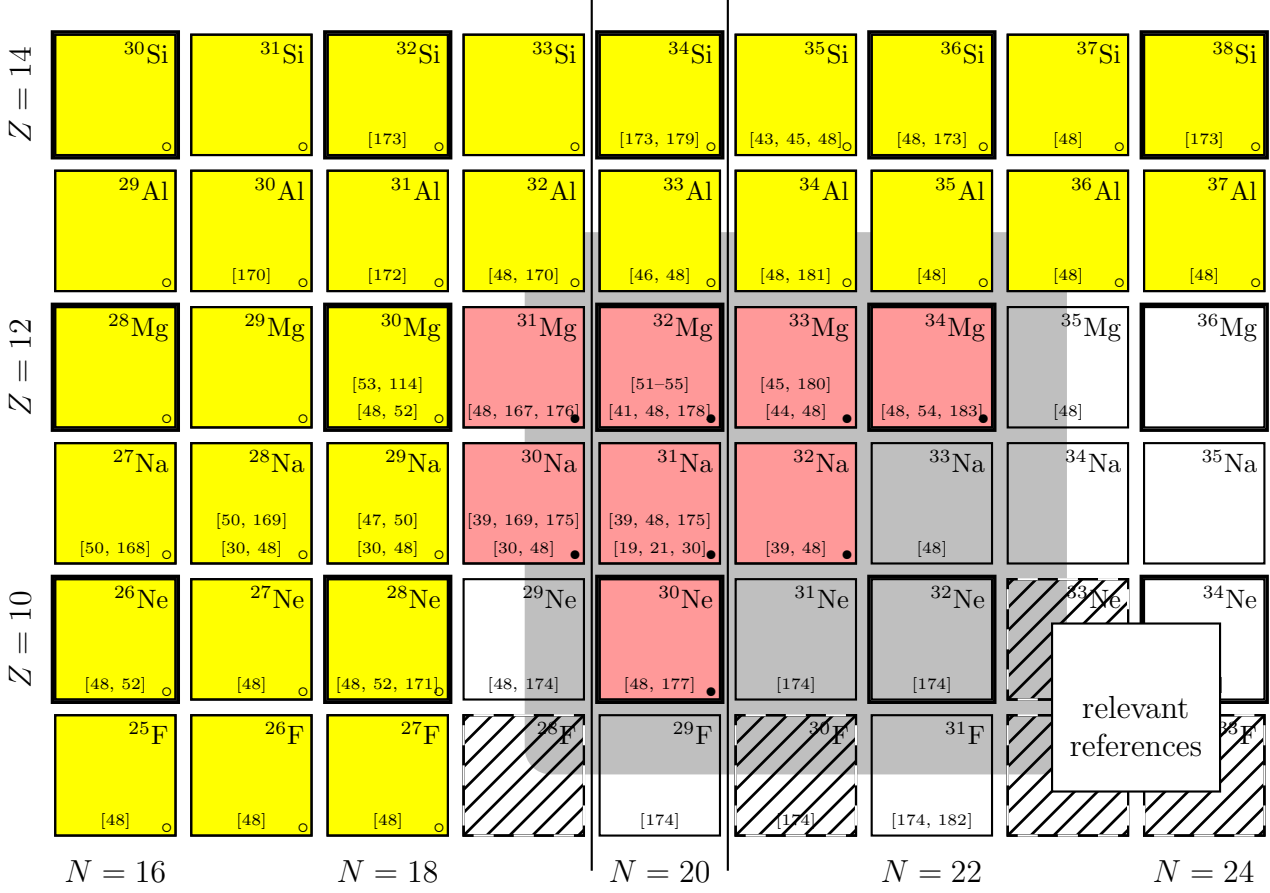 Z = 14
³⁰Si ³¹Si ³²Si ³³Si ³⁴Si ³⁵Si ³⁶Si ³⁷Si ³⁸Si
[173] [173, 179] [43, 45, 48] [48, 173] [48] [173]
²⁹Al ³⁰Al ³¹Al ³²Al ³³Al ³⁴Al ³⁵Al ³⁶Al ³⁷Al
[170] [172] [48, 170] [46, 48] [48, 181] [48] [48] [48]
Z = 12
²⁸Mg ²⁹Mg ³⁰Mg ³¹Mg ³²Mg ³³Mg ³⁴Mg ³⁵Mg ³⁶Mg
[53, 114] [51–55] [45, 180]
[48, 52] [48, 167, 176] [41, 48, 178] [44, 48] [48, 54, 183] [48]
²⁷Na ²⁸Na ²⁹Na ³⁰Na ³¹Na ³²Na ³³Na ³⁴Na ³⁵Na
[50, 169] [47, 50] [39, 169, 175] [39, 48, 175]
[50, 168] [30, 48] [30, 48] [30, 48] [19, 21, 30] [39, 48] [48]
Z = 10
²⁶Ne ²⁷Ne ²⁸Ne ²⁹Ne ³⁰Ne ³¹Ne ³²Ne ³³Ne ³⁴Ne
[48, 52] [48] [48, 52, 171] [48, 174] [48, 177] [174] [174]
²⁵F ²⁶F ²⁷F ²⁸F ²⁹F ³⁰F ³¹F ³³F
[48] [48] [48] [174] [174] [174, 182]
relevant
references
N = 16 N = 18 N = 20 N = 22 N = 24